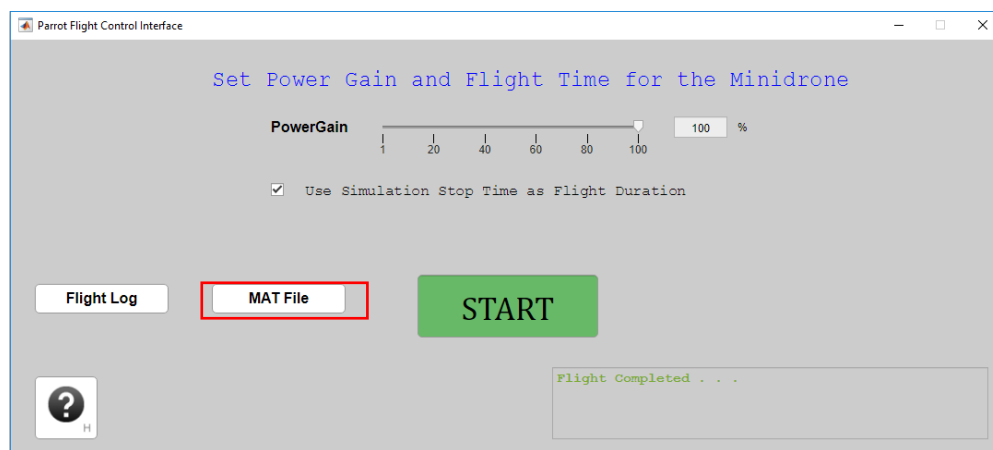 Parrot Flight Control Interface
Set Power Gain and Flight Time for the Minidrone
PowerGain
100 %
1 20 40 60 80 100
Use Simulation Stop Time as Flight Duration
Flight Log
MAT File
START
Flight Completed . . .
?
H